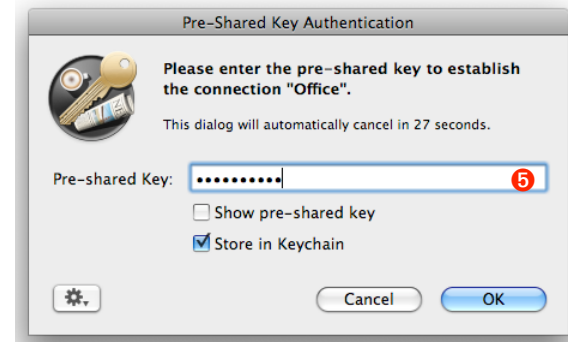 Pre-Shared Key Authentication
Please enter the pre-shared key to establish
the connection "Office".
This dialog will automatically cancel in 27 seconds.
Pre-shared Key: ••••••••••
5
Show pre-shared key
Store in Keychain
Cancel
OK